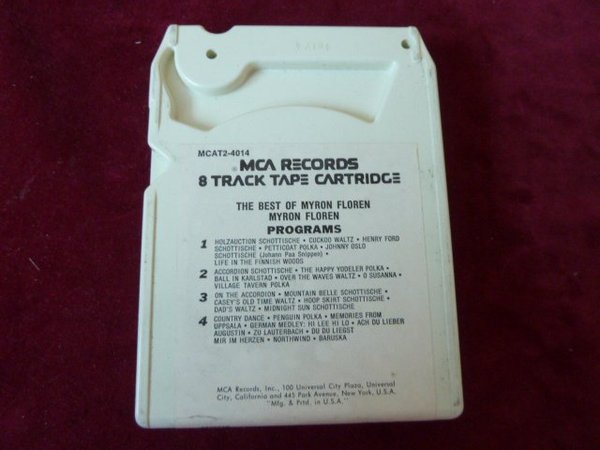 MCAT2-4014
MCA RECORDS
8 TRACK TAPE CARTRIDGE
THE BEST OF MYRON FLOREN
MYRON FLOREN
PROGRAMS
1 HOLZAUCTION SCHOTTISCHE • CUCKOO WALTZ • HENRY FORD
SCHOTTISCHE • PETTICOAT POLKA • JOHNNY OSLO
SCHOTTISCHE (Johann Paa Snippen) •
LIFE IN THE FINNISH WOODS
2 ACCORDION SCHOTTISCHE • THE HAPPY YODELER POLKA •
BALL IN KARLSTAD • OVER THE WAVES WALTZ • O SUSANNA •
VILLAGE TAVERN POLKA
3 ON THE ACCORDION • MOUNTAIN BELLE SCHOTTISCHE •
CASEY'S OLD TIME WALTZ • HOOP SKIRT SCHOTTISCHE •
DAD'S WALTZ • MIDNIGHT SUN SCHOTTISCHE
4 COUNTRY DANCE • PENGUIN POLKA • MEMORIES FROM
UPPSALA • GERMAN MEDLEY: HI LEE HI LO • ACH DU LIEBER
AUGUSTIN • ZU LAUTERBACH • DU DU LIEGST
MIR IM HERZEN • NORTHWIND • BARUSKA
MCA Records, Inc., 100 Universal City Plaza, Universal
City, California and 445 Park Avenue, New York, U.S.A.
"Mfg. & Prtd. in U.S.A."